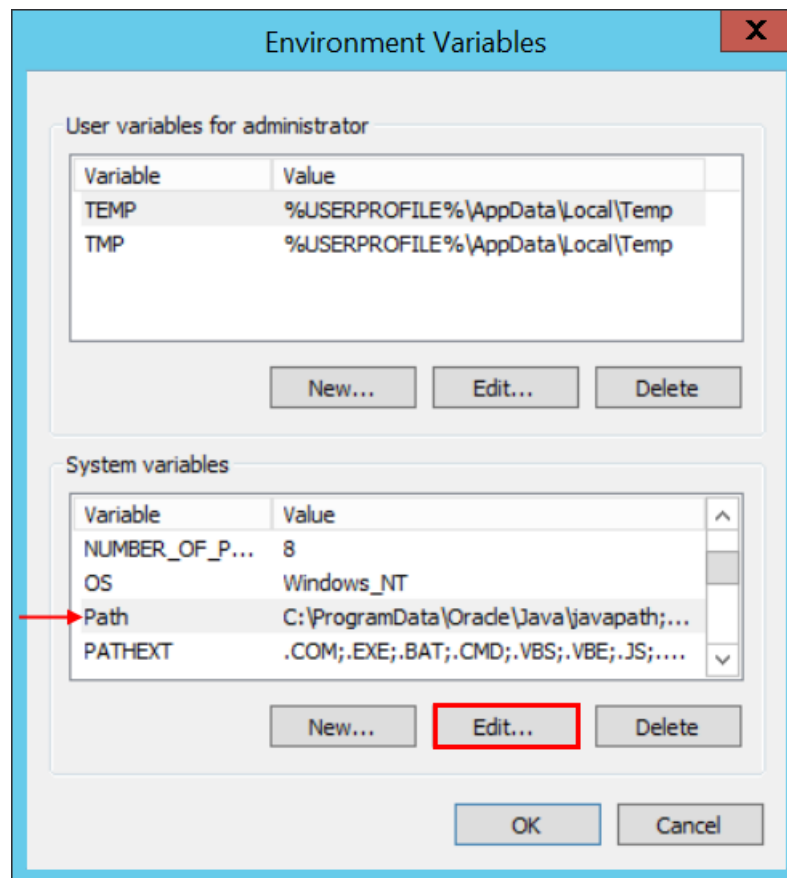 Environment Variables
X
User variables for administrator
Variable Value
TEMP %USERPROFILE%\AppData\Local\Temp
TMP %USERPROFILE%\AppData\Local\Temp
New... Edit... Delete
System variables
Variable Value
NUMBER_OF_P... 8
OS Windows_NT
Path C:\ProgramData\Oracle\Java\javapath;...
PATHEXT .COM;.EXE;.BAT;.CMD;.VBS;.VBE;.JS;....
New... Edit... Delete
OK Cancel